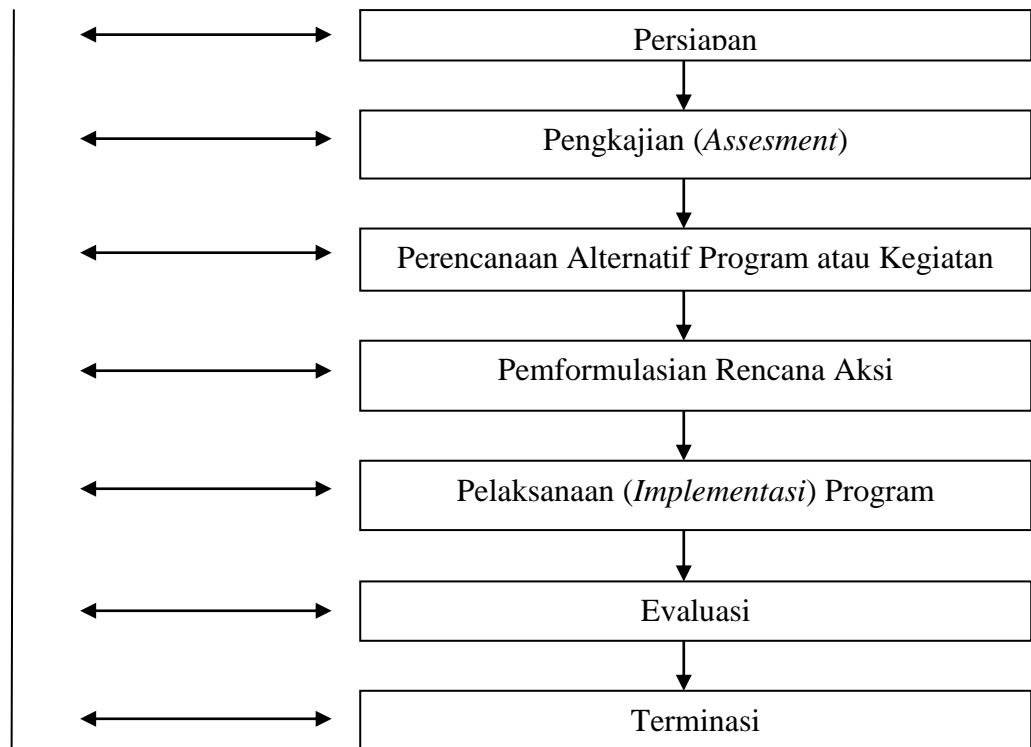 Persiapan
Pengkajian (Assesment)
Perencanaan Alternatif Program atau Kegiatan
Pemformulasian Rencana Aksi
Pelaksanaan (Implementasi) Program
Evaluasi
Terminasi